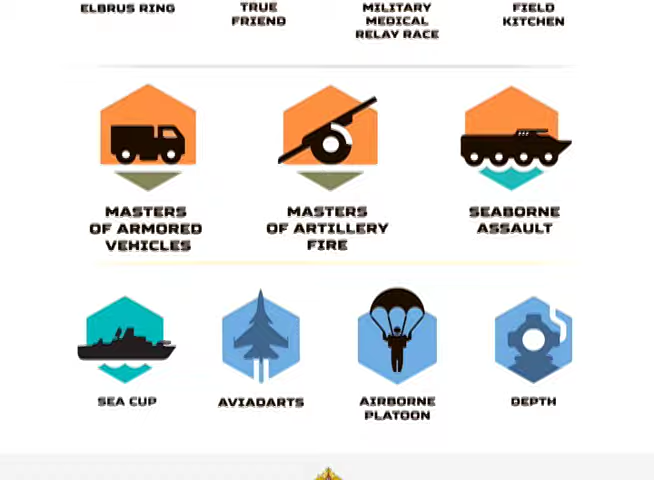 ELBRUS RING
TRUE
FRIEND
MILITARY
MEDICAL
RELAY RACE
FIELD
KITCHEN
MASTERS
OF ARMORED
VEHICLES
MASTERS
OF ARTILLERY
FIRE
SEABORNE
ASSAULT
SEA CUP
AVIADARTS
AIRBORNE
PLATOON
DEPTH